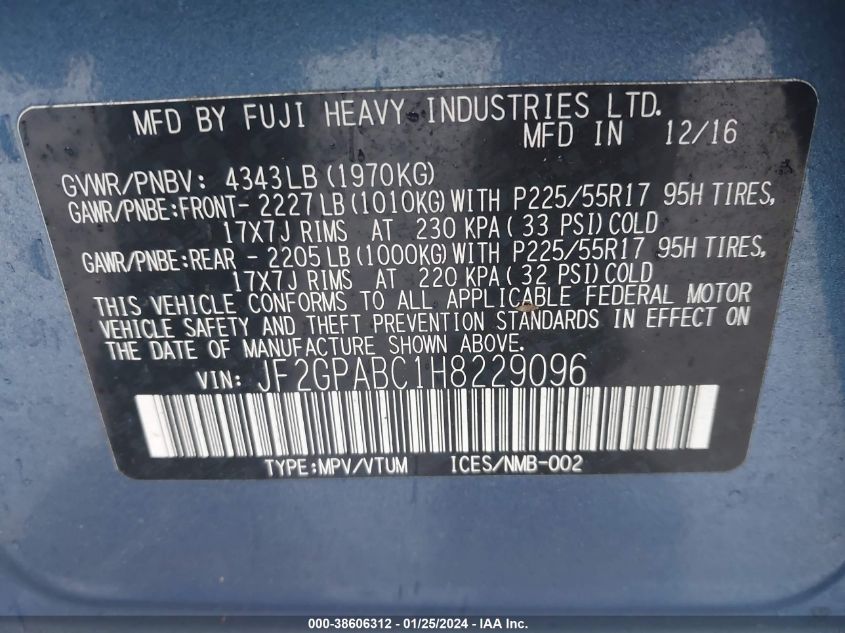 MFD BY FUJI HEAVY INDUSTRIES LTD.
MFD IN 12/16
GVWR/PNBV: 4343LB (1970KG)
GAWR/PNBE:FRONT- 2227 LB (1010KG) WITH P225/55R17 95H TIRES,
17X7J RIMS AT 230 KPA ( 33 PSI) COLD
GAWR/PNBE:REAR - 2205 LB (1000KG) WITH P225/55R17 95H TIRES,
17X7J RIMS AT 220 KPA ( 32 PSI) COLD
THIS VEHICLE CONFORMS TO ALL APPLICABLE FEDERAL MOTOR
VEHICLE SAFETY AND THEFT PREVENTION STANDARDS IN EFFECT ON
THE DATE OF MANUFACTURE SHOWN ABOVE.
VIN: JF2GPABC1H8229096
TYPE:MPV/VTUM ICES/NMB-002
000-38606312 - 01/25/2024 - IAA Inc.